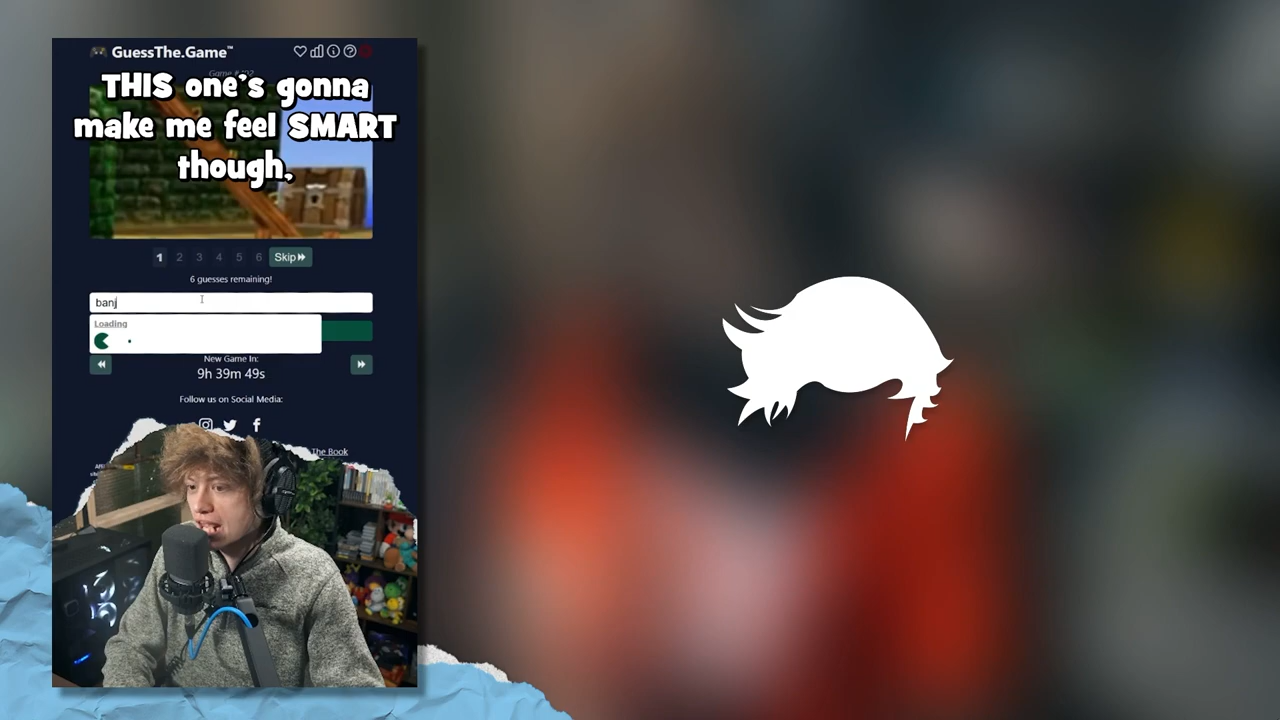 GuessThe.Game™
THIS one's gonna
make me feel SMART
though.
1 2 3 4 5 6 Skip
6 guesses remaining!
banj
Loading
New Game In:
9h 39m 49s
Follow us on Social Media:
The Book